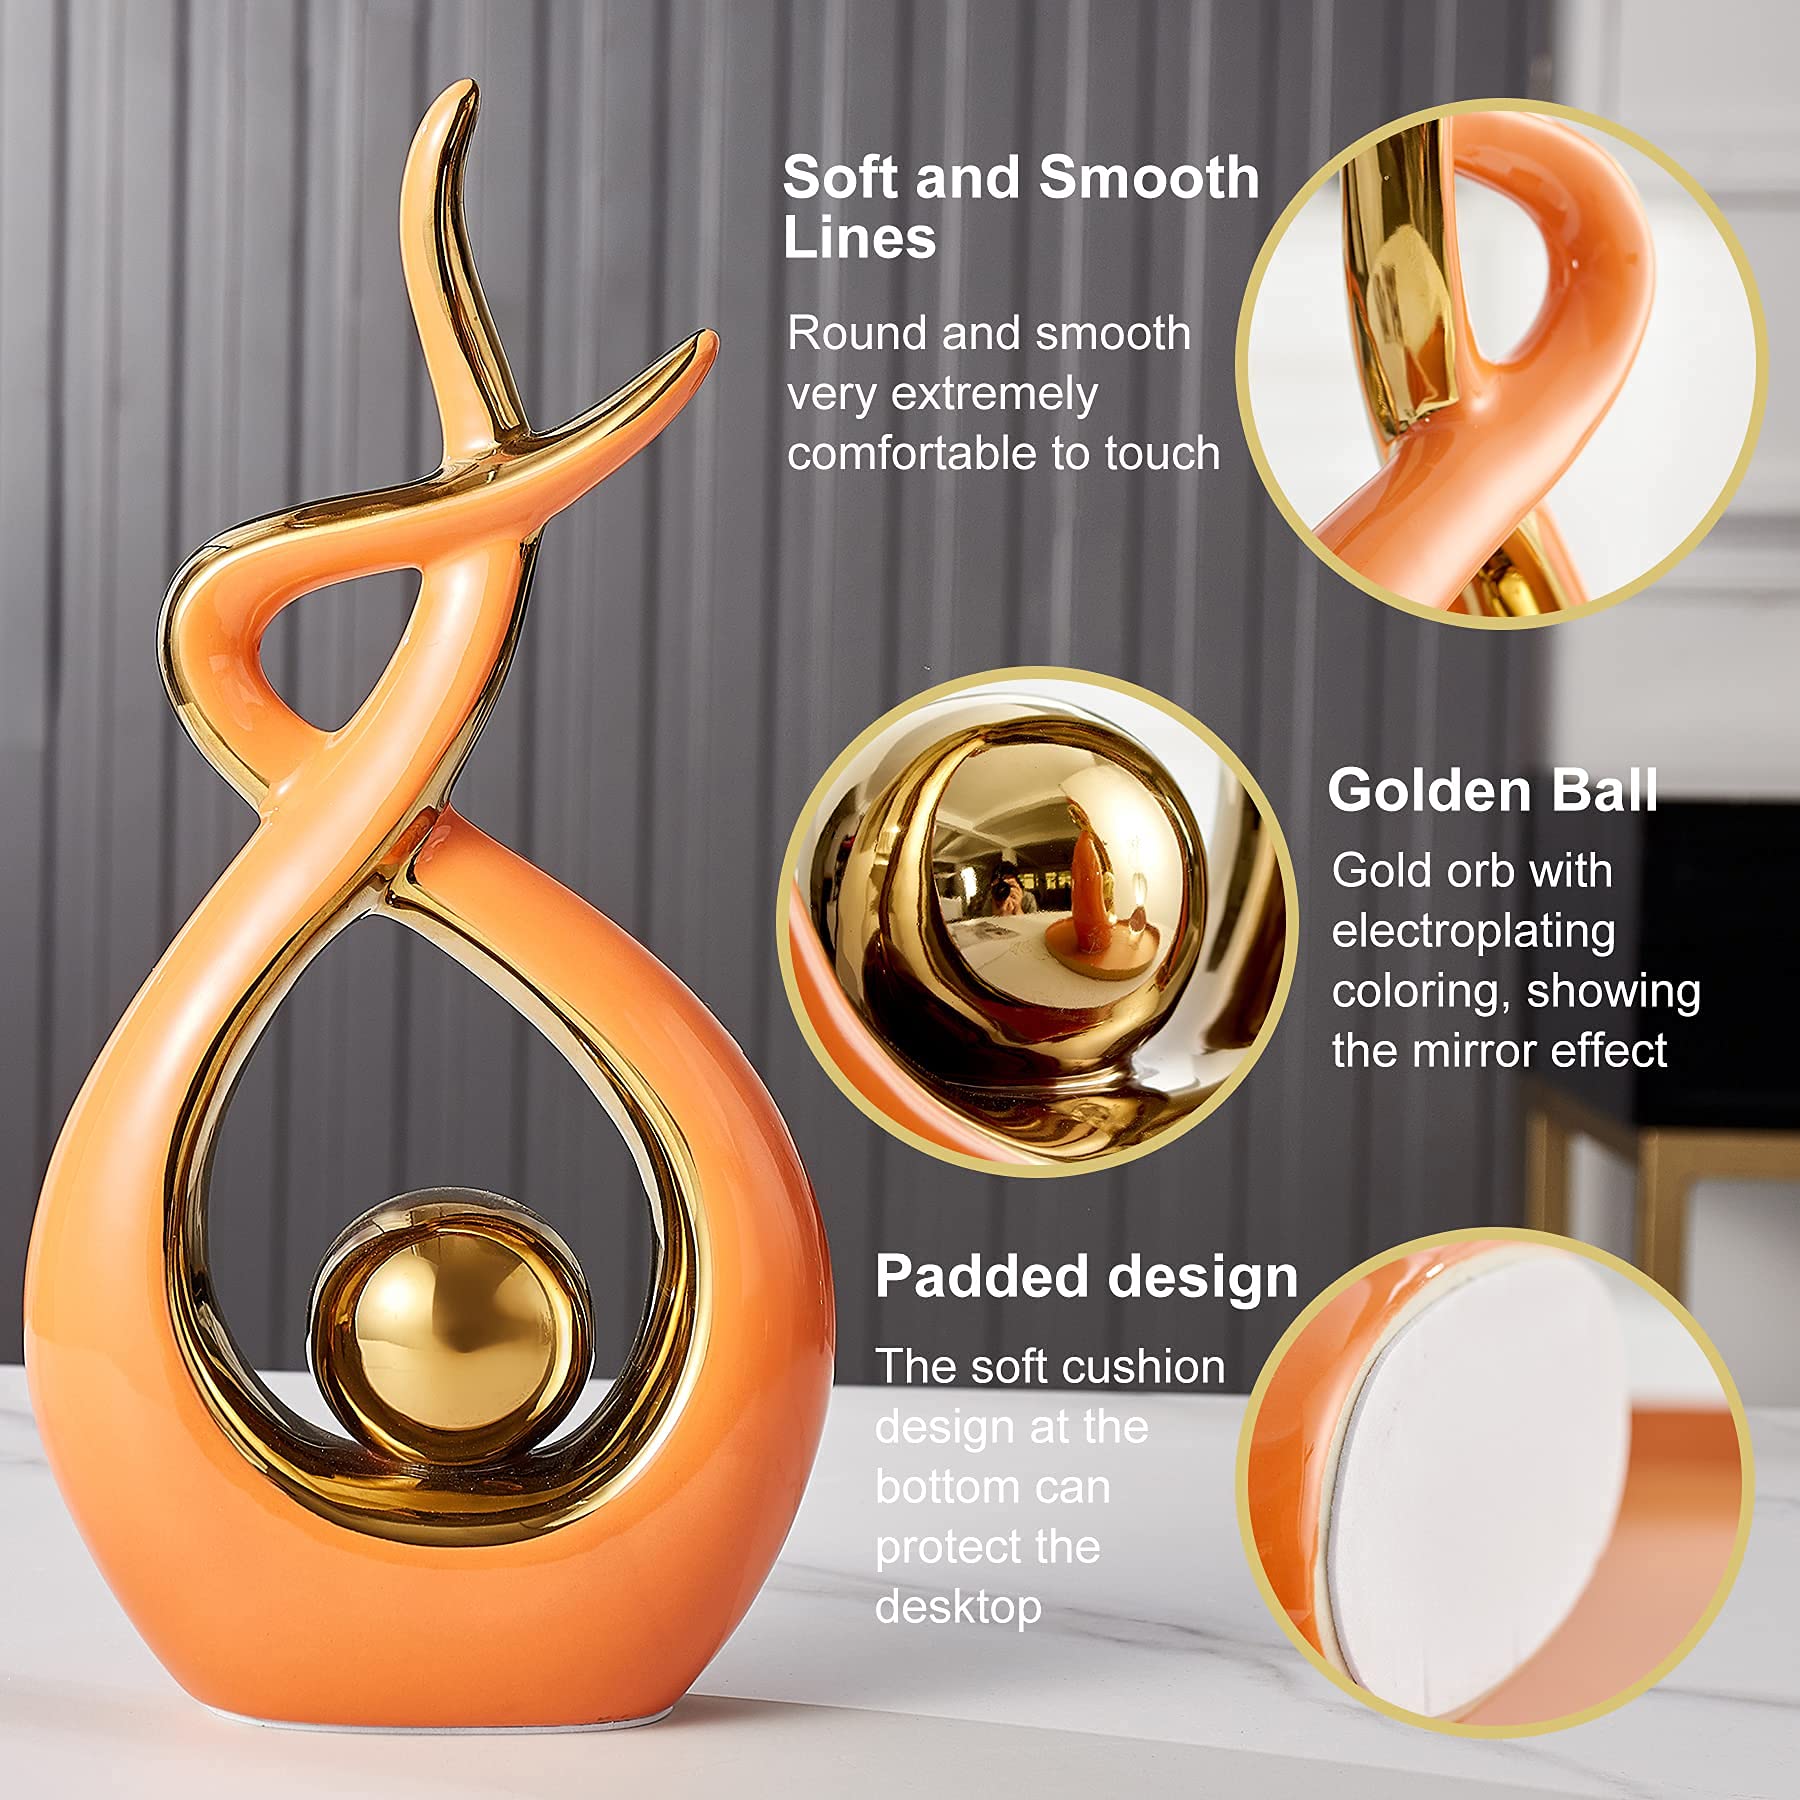 Soft and Smooth
Lines
Round and smooth
very extremely
comfortable to touch
Golden Ball
Gold orb with
electroplating
coloring, showing
the mirror effect
Padded design
The soft cushion
design at the
bottom can
protect the
desktop